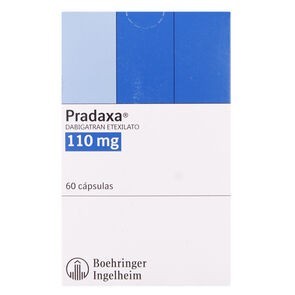 Pradaxa®
DABIGATRAN ETEXILATO
110 mg
60 cápsulas
Boehringer
Ingelheim